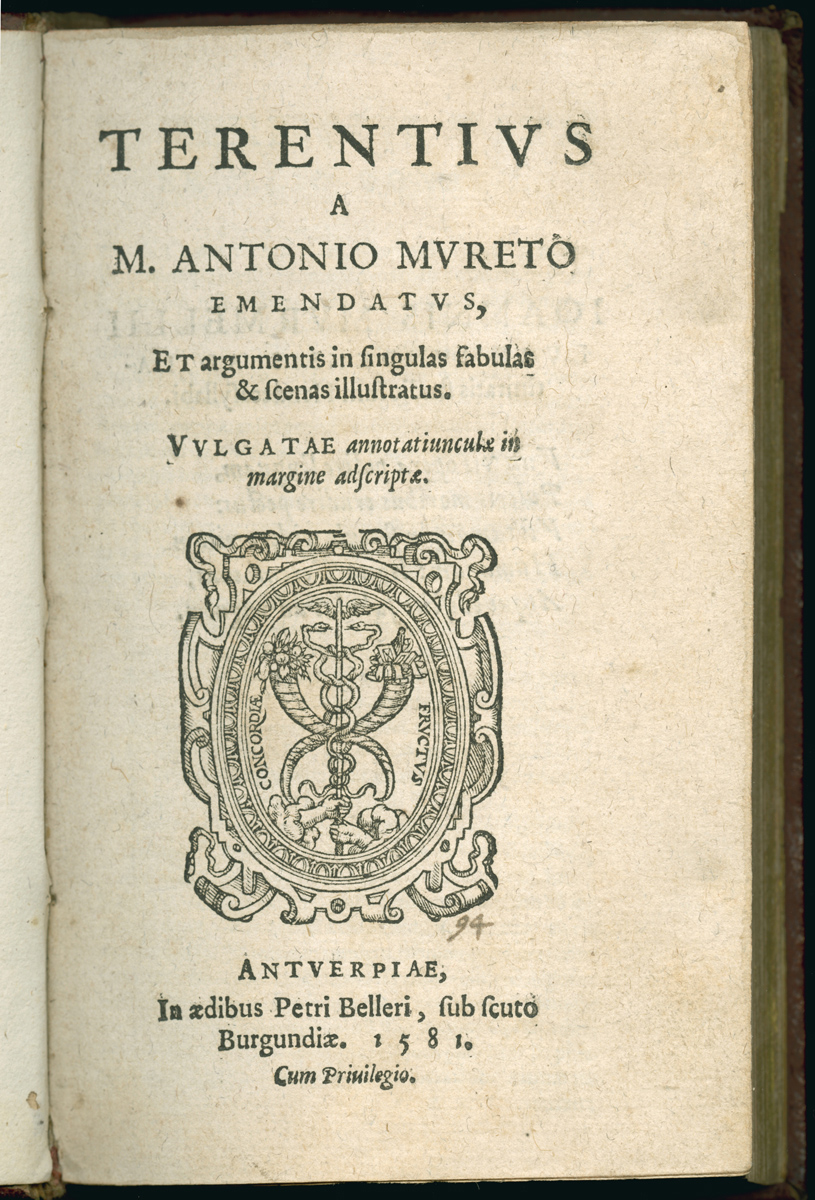 TERENTIVS
A
M. ANTONIO MVRETO
EMENDATVS,
ET argumentis in ſingulas fabulas
& ſcenas illuſtratus.
VVLGATAE annotatiunculæ in
margine adſcriptæ.
CONCORDIÆ
FRVCTVS
94
ANTVERPIAE,
In ædibus Petri Belleri, ſub ſcuto
Burgundiæ. 1581.
Cum Priuilegio.